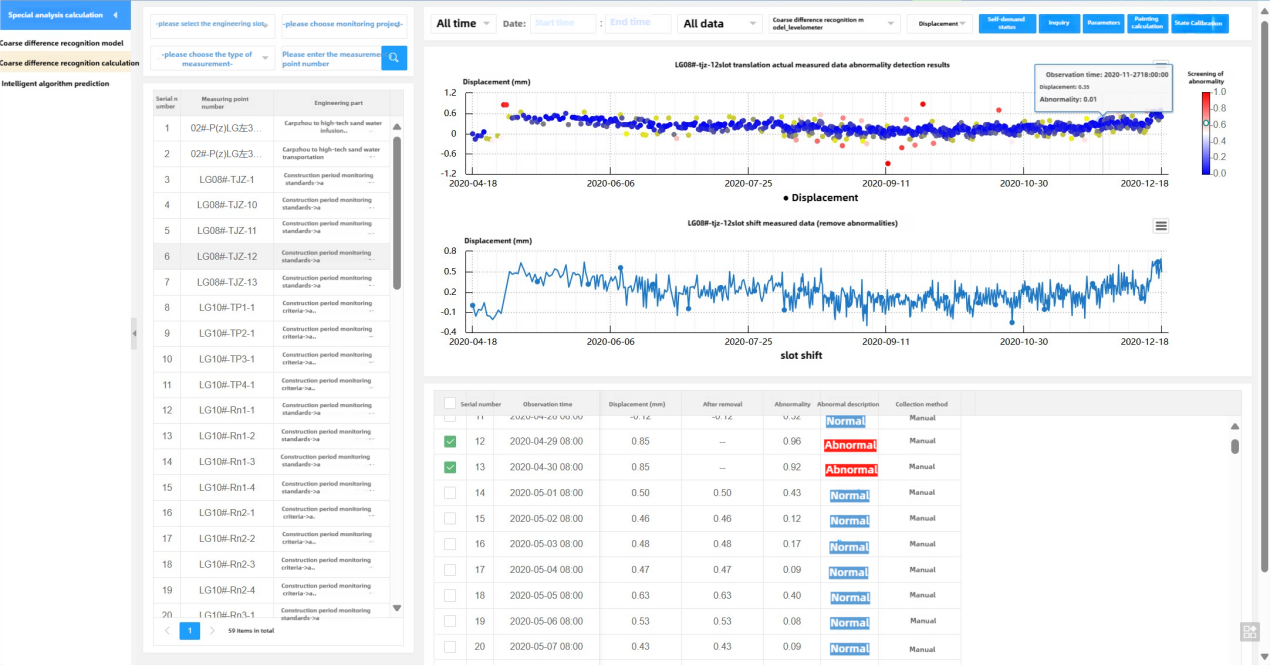 Special analysis calculation
Coarse difference recognition model
Coarse difference recognition calculation
Intelligent algorithm prediction
-please select the engineering slot-
-please choose monitoring project-
-please choose the type of
measurement-
Please enter the measureme
point number
Serial n
umber
Measuring point
number
Engineering part
1
02#-P(z)LG左3...
Carpzhou to high-tech sand water
infusion..
2
02#-P(z)LG左3...
Carpzhou to high-tech sand water
transportation
3
LG08#-TJZ-1
Construction period monitoring
standards->a
4
LG08#-TJZ-10
Construction period monitoring
standards->a
5
LG08#-TJZ-11
Construction period monitoring
standards->a
6
LG08#-TJZ-12
Construction period monitoring
standards->a
7
LG08#-TJZ-13
Construction period monitoring
standards->a
8
LG10#-TP1-1
Construction period monitoring
criteria->a..
9
LG10#-TP2-1
Construction period monitoring
criteria->a..
10
LG10#-TP3-1
Construction period monitoring
criteria->a..
11
LG10#-TP4-1
Construction period monitoring
criteria->a..
12
LG10#-Rn1-1
Construction period monitoring
standards->a
13
LG10#-Rn1-2
Construction period monitoring
standards->a
14
LG10#-Rn1-3
Construction period monitoring
standards->a
15
LG10#-Rn1-4
Construction period monitoring
standards->a
16
LG10#-Rn2-1
Construction period monitoring
criteria->a..
17
LG10#-Rn2-2
Construction period monitoring
criteria->a..
18
LG10#-Rn2-3
Construction period monitoring
criteria->a..
19
LG10#-Rn2-4
Construction period monitoring
criteria->a..
20
LG10#-Rn3-1
Construction period monitoring
standards->a
1
59 items in total
All time
Date:
Start time
:
End time
All data
Coarse difference recognition m
odel_levelometer
Displacement
Self-demand
status
Inquiry
Parameters
Painting
calculation
State Calibration
LG08#-tjz-12slot translation actual measured data abnormality detection results
Displacement (mm)
1.2
0.6
0
-0.6
-1.2
2020-04-18
2020-06-06
2020-07-25
2020-09-11
2020-10-30
2020-12-18
Displacement
Observation time: 2020-11-2718:00:00
Displacement: 0.35
Abnormality: 0.01
Screening of
abnormality
1.0
0.8
0.6
0.4
0.2
0.0
LG08#-tjz-12slot shift measured data (remove abnormalities)
Displacement (mm)
0.8
0.5
0.2
-0.1
-0.4
2020-04-18
2020-06-06
2020-07-25
2020-09-11
2020-10-30
2020-12-18
slot shift
Serial number
Observation time
Displacement (mm)
After removal
Abnormality
Abnormal description
Collection method
11
2020-04-28 08:00
-0.12
-0.12
0.52
Normal
Manual
12
2020-04-29 08:00
0.85
--
0.96
Abnormal
Manual
13
2020-04-30 08:00
0.85
--
0.92
Abnormal
Manual
14
2020-05-01 08:00
0.50
0.50
0.43
Normal
Manual
15
2020-05-02 08:00
0.46
0.46
0.12
Normal
Manual
16
2020-05-03 08:00
0.48
0.48
0.17
Normal
Manual
17
2020-05-04 08:00
0.47
0.47
0.09
Normal
Manual
18
2020-05-05 08:00
0.63
0.63
0.40
Normal
Manual
19
2020-05-06 08:00
0.53
0.53
0.08
Normal
Manual
20
2020-05-07 08:00
0.43
0.43
0.09
Normal
Manual